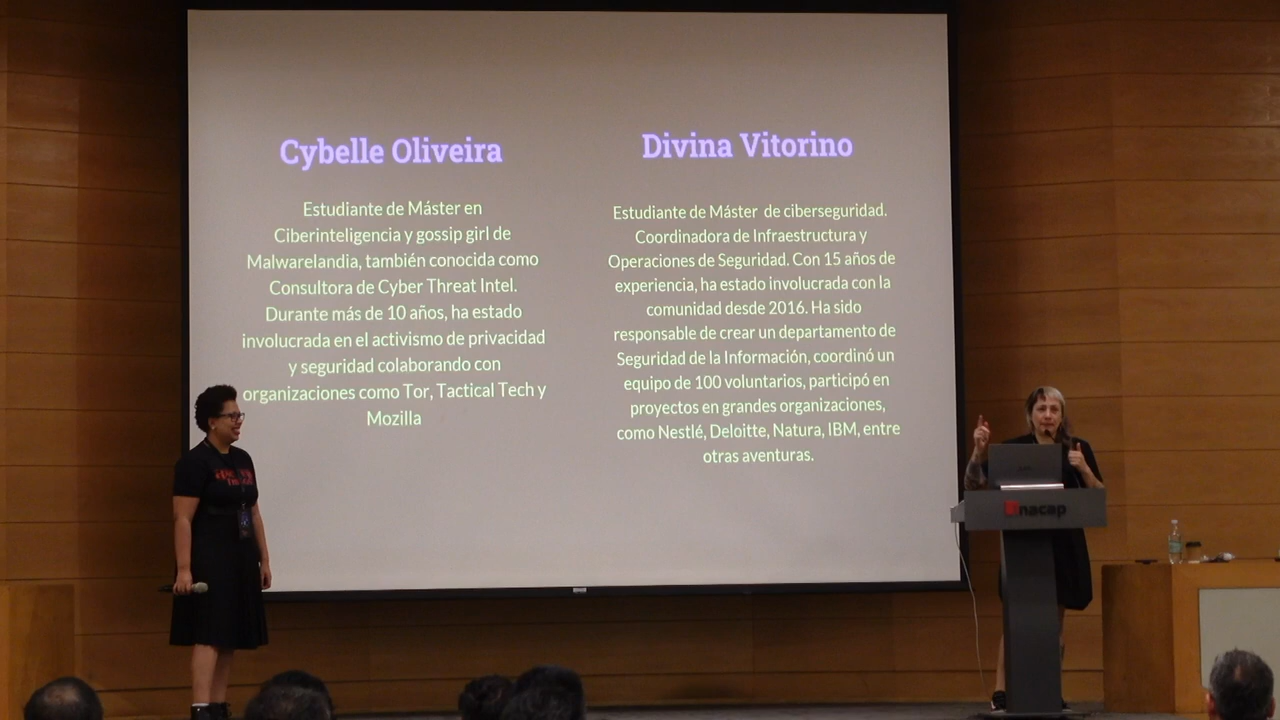 Cybelle Oliveira
Estudiante de Máster en
Ciberinteligencia y gossip girl de
Malwarelandia, también conocida como
Consultora de Cyber Threat Intel.
Durante más de 10 años, ha estado
involucrada en el activismo de privacidad
y seguridad colaborando con
organizaciones como Tor, Tactical Tech y
Mozilla
Divina Vitorino
Estudiante de Máster de ciberseguridad.
Coordinadora de Infraestructura y
Operaciones de Seguridad. Con 15 años de
experiencia, ha estado involucrada con la
comunidad desde 2016. Ha sido
responsable de crear un departamento de
Seguridad de la Información, coordinó un
equipo de 100 voluntarios, participó en
proyectos en grandes organizaciones,
como Nestlé, Deloitte, Natura, IBM, entre
otras aventuras.
inacap